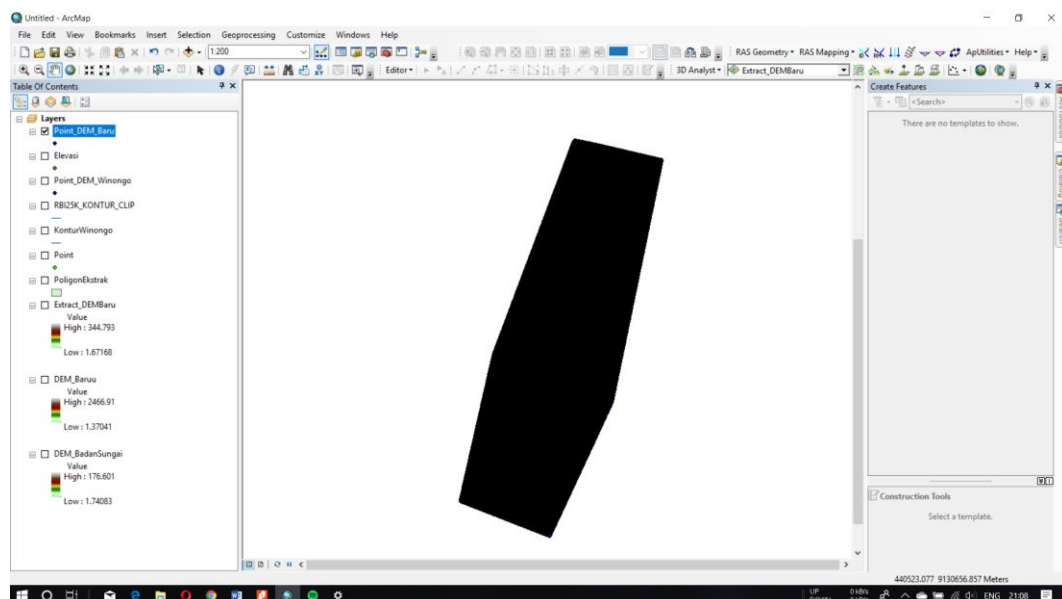 Untitled - ArcMap
File Edit View Bookmarks Insert Selection Geoprocessing Customize Windows Help
1:200
RAS Geometry RAS Mapping ApUtilities Help
Editor 3D Analyst Extract_DEMBaru
Table Of Contents
Layers
Point_DEM_Baru
Elevasi
Point_DEM_Winongo
RBI25K_KONTUR_CLIP
KonturWinongo
Point
PoligonEkstrak
Extract_DEMBaru
Value
High : 344.793
Low : 1.67168
DEM_Baruu
Value
High : 2466.91
Low : 1.37041
DEM_BadanSungai
Value
High : 176.601
Low : 1.74083
Create Features
<Search>
There are no templates to show.
Construction Tools
Select a template.
440523.077 9130656.857 Meters
UP 0 kB/s
ENG 21:08